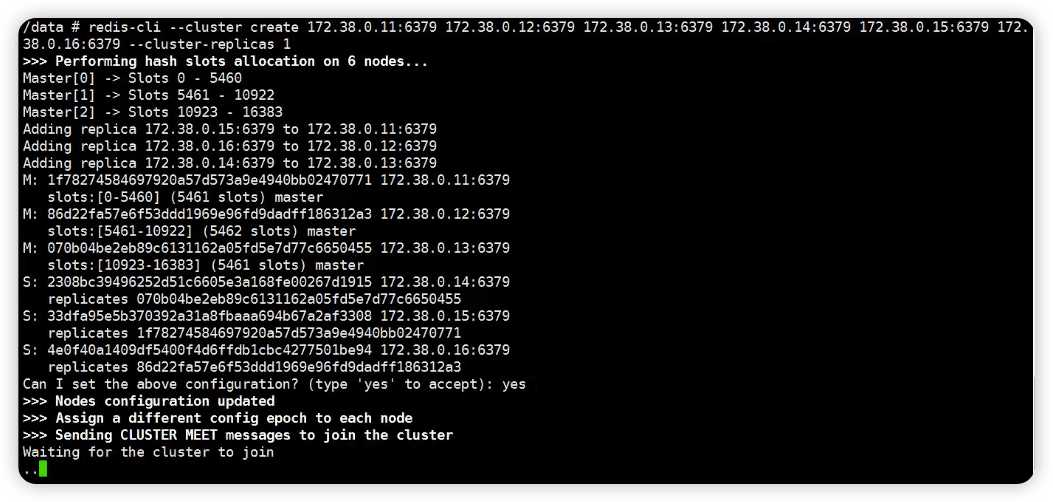 /data # redis-cli --cluster create 172.38.0.11:6379 172.38.0.12:6379 172.38.0.13:6379 172.38.0.14:6379 172.38.0.15:6379 172.
38.0.16:6379 --cluster-replicas 1
>>> Performing hash slots allocation on 6 nodes...
Master[0] -> Slots 0 - 5460
Master[1] -> Slots 5461 - 10922
Master[2] -> Slots 10923 - 16383
Adding replica 172.38.0.15:6379 to 172.38.0.11:6379
Adding replica 172.38.0.16:6379 to 172.38.0.12:6379
Adding replica 172.38.0.14:6379 to 172.38.0.13:6379
M: 1f78274584697920a57d573a9e4940bb02470771 172.38.0.11:6379
   slots:[0-5460] (5461 slots) master
M: 86d22fa57e6f53ddd1969e96fd9dadff186312a3 172.38.0.12:6379
   slots:[5461-10922] (5462 slots) master
M: 070b04be2eb89c6131162a05fd5e7d77c6650455 172.38.0.13:6379
   slots:[10923-16383] (5461 slots) master
S: 2308bc39496252d51c6605e3a168fe00267d1915 172.38.0.14:6379
   replicates 070b04be2eb89c6131162a05fd5e7d77c6650455
S: 33dfa95e5b370392a31a8fbaaa694b67a2af3308 172.38.0.15:6379
   replicates 1f78274584697920a57d573a9e4940bb02470771
S: 4e0f40a1409df5400f4d6ffdb1cbc4277501be94 172.38.0.16:6379
   replicates 86d22fa57e6f53ddd1969e96fd9dadff186312a3
Can I set the above configuration? (type 'yes' to accept): yes
>>> Nodes configuration updated
>>> Assign a different config epoch to each node
>>> Sending CLUSTER MEET messages to join the cluster
Waiting for the cluster to join
..